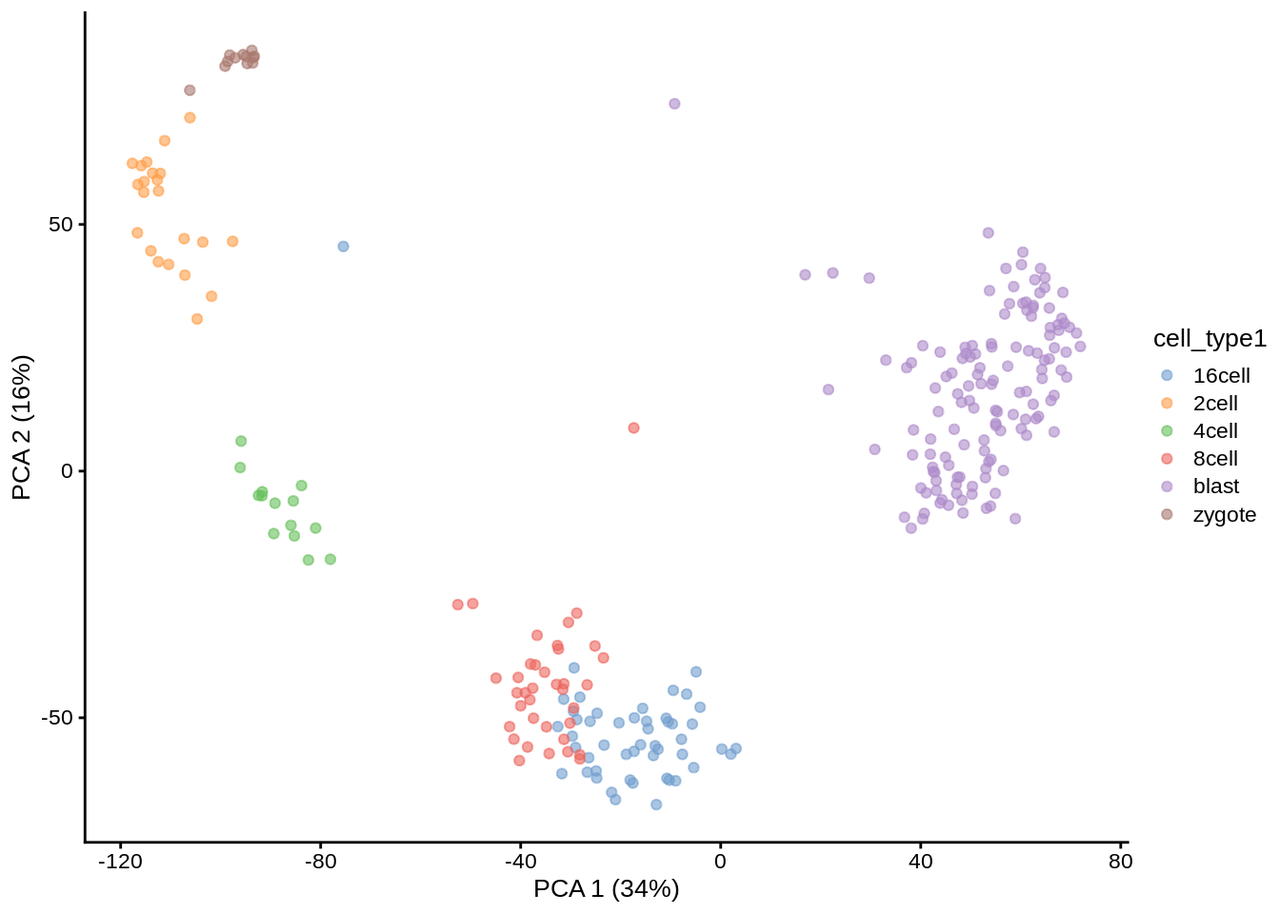 50
0
-50
PCA 2 (16%)
-120
-80
-40
0
40
80
PCA 1 (34%)
cell_type1
16cell
2cell
4cell
8cell
blast
zygote